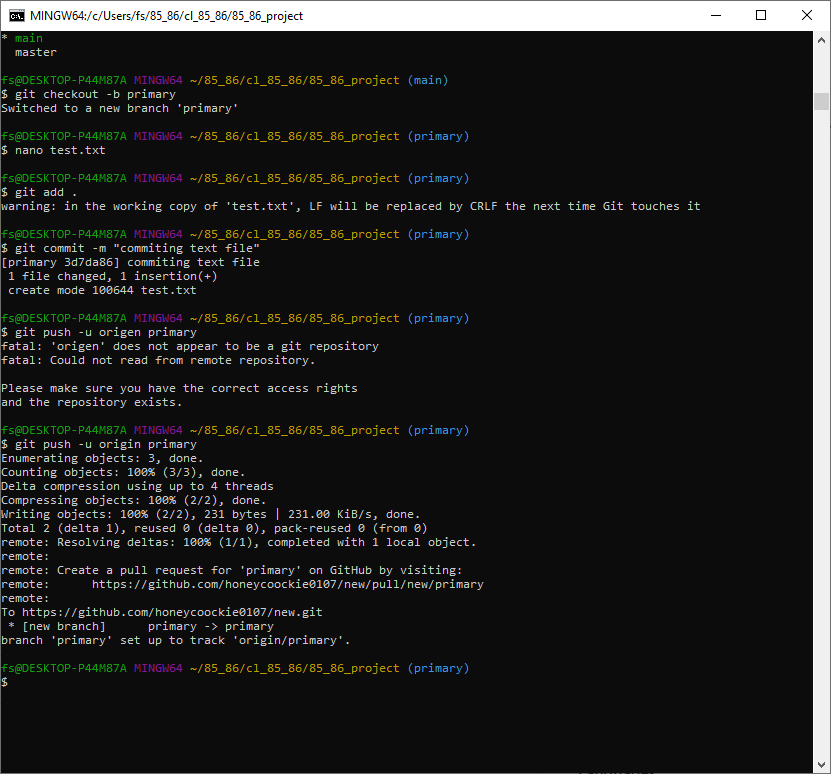 MINGW64:/c/Users/fs/85_86/cl_85_86/85_86_project
* main
  master
fs@DESKTOP-P44M87A MINGW64 ~/85_86/cl_85_86/85_86_project (main)
$ git checkout -b primary
Switched to a new branch 'primary'
fs@DESKTOP-P44M87A MINGW64 ~/85_86/cl_85_86/85_86_project (primary)
$ nano test.txt
fs@DESKTOP-P44M87A MINGW64 ~/85_86/cl_85_86/85_86_project (primary)
$ git add .
warning: in the working copy of 'test.txt', LF will be replaced by CRLF the next time Git touches it
fs@DESKTOP-P44M87A MINGW64 ~/85_86/cl_85_86/85_86_project (primary)
$ git commit -m "commiting text file"
[primary 3d7da86] commiting text file
 1 file changed, 1 insertion(+)
 create mode 100644 test.txt
fs@DESKTOP-P44M87A MINGW64 ~/85_86/cl_85_86/85_86_project (primary)
$ git push -u origen primary
fatal: 'origen' does not appear to be a git repository
fatal: Could not read from remote repository.
Please make sure you have the correct access rights
and the repository exists.
fs@DESKTOP-P44M87A MINGW64 ~/85_86/cl_85_86/85_86_project (primary)
$ git push -u origin primary
Enumerating objects: 3, done.
Counting objects: 100% (3/3), done.
Delta compression using up to 4 threads
Compressing objects: 100% (2/2), done.
Writing objects: 100% (2/2), 231 bytes | 231.00 KiB/s, done.
Total 2 (delta 1), reused 0 (delta 0), pack-reused 0 (from 0)
remote: Resolving deltas: 100% (1/1), completed with 1 local object.
remote:
remote: Create a pull request for 'primary' on GitHub by visiting:
remote:      https://github.com/honeycoockie0107/new/pull/new/primary
remote:
To https://github.com/honeycoockie0107/new.git
 * [new branch]      primary -> primary
branch 'primary' set up to track 'origin/primary'.
fs@DESKTOP-P44M87A MINGW64 ~/85_86/cl_85_86/85_86_project (primary)
$